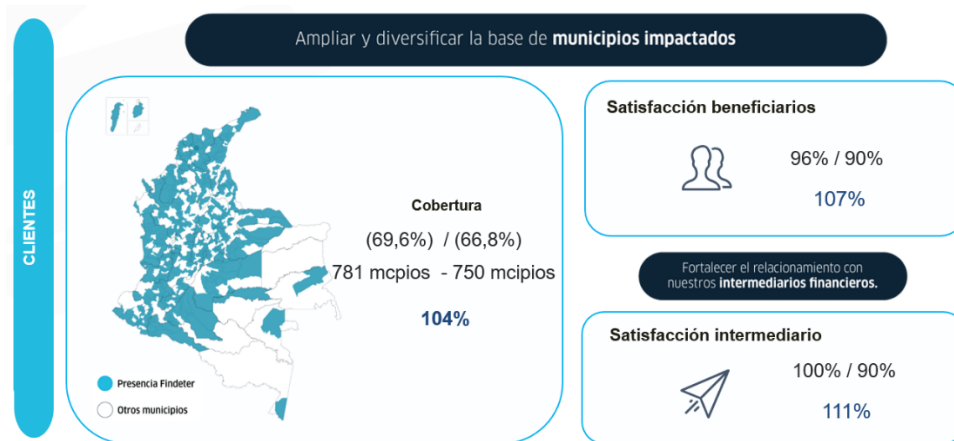 CLIENTES
Ampliar y diversificar la base de municipios impactados
Cobertura
(69,6%) / (66,8%)
781 mcpios - 750 mcipios
104%
Presencia Findeter
Otros municipios
Satisfacción beneficiarios
96% / 90%
107%
Fortalecer el relacionamiento con
nuestros intermediarios financieros.
Satisfacción intermediario
100% / 90%
111%